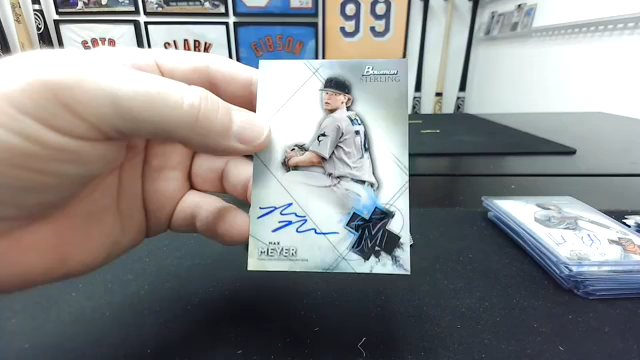 SOTO
CLARK
GIBSON
99
Bowman
STERLING
MAX
MEYER